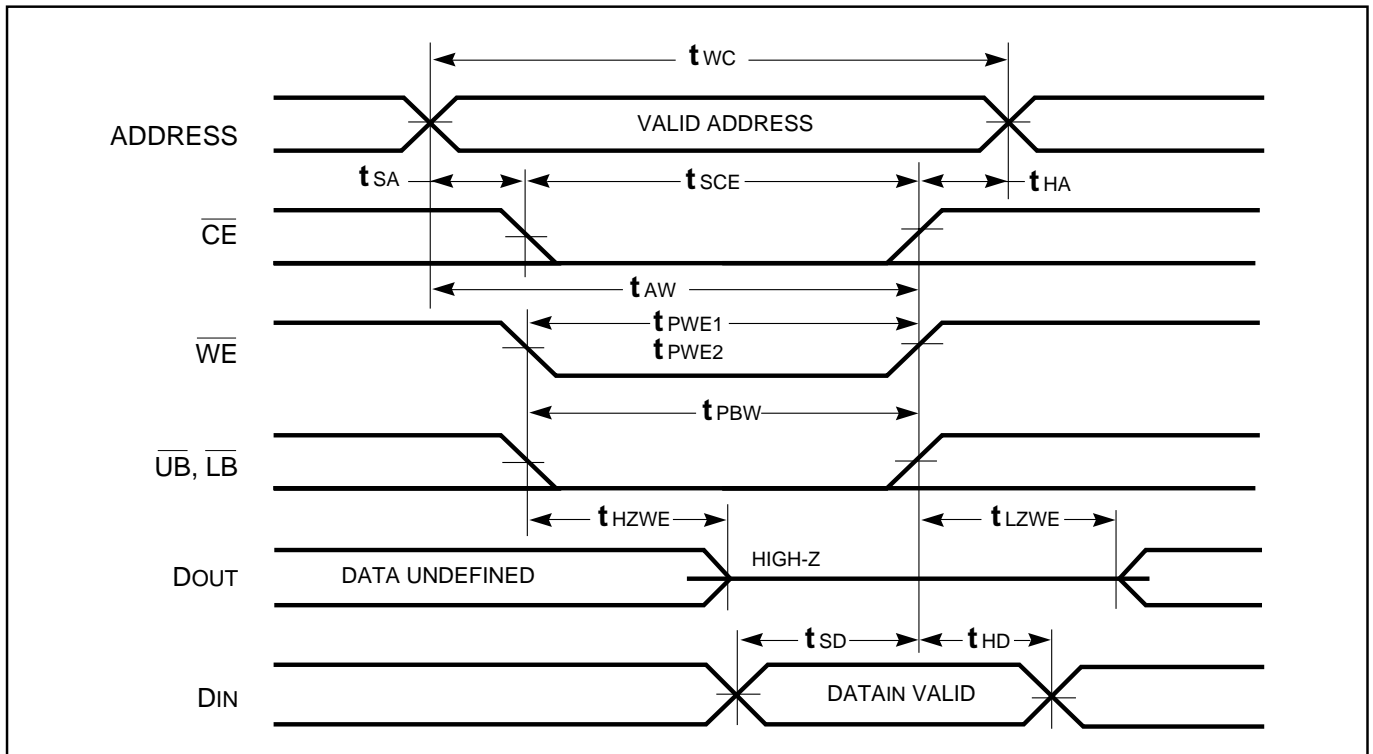 tWC
ADDRESS VALID ADDRESS
tSA tSCE tHA
CE
tAW
tPWE1
WE tPWE2
tPBW
UB, LB
tHZWE tLZWE
DOUT DATA UNDEFINED HIGH-Z
tSD tHD
DIN DATAIN VALID